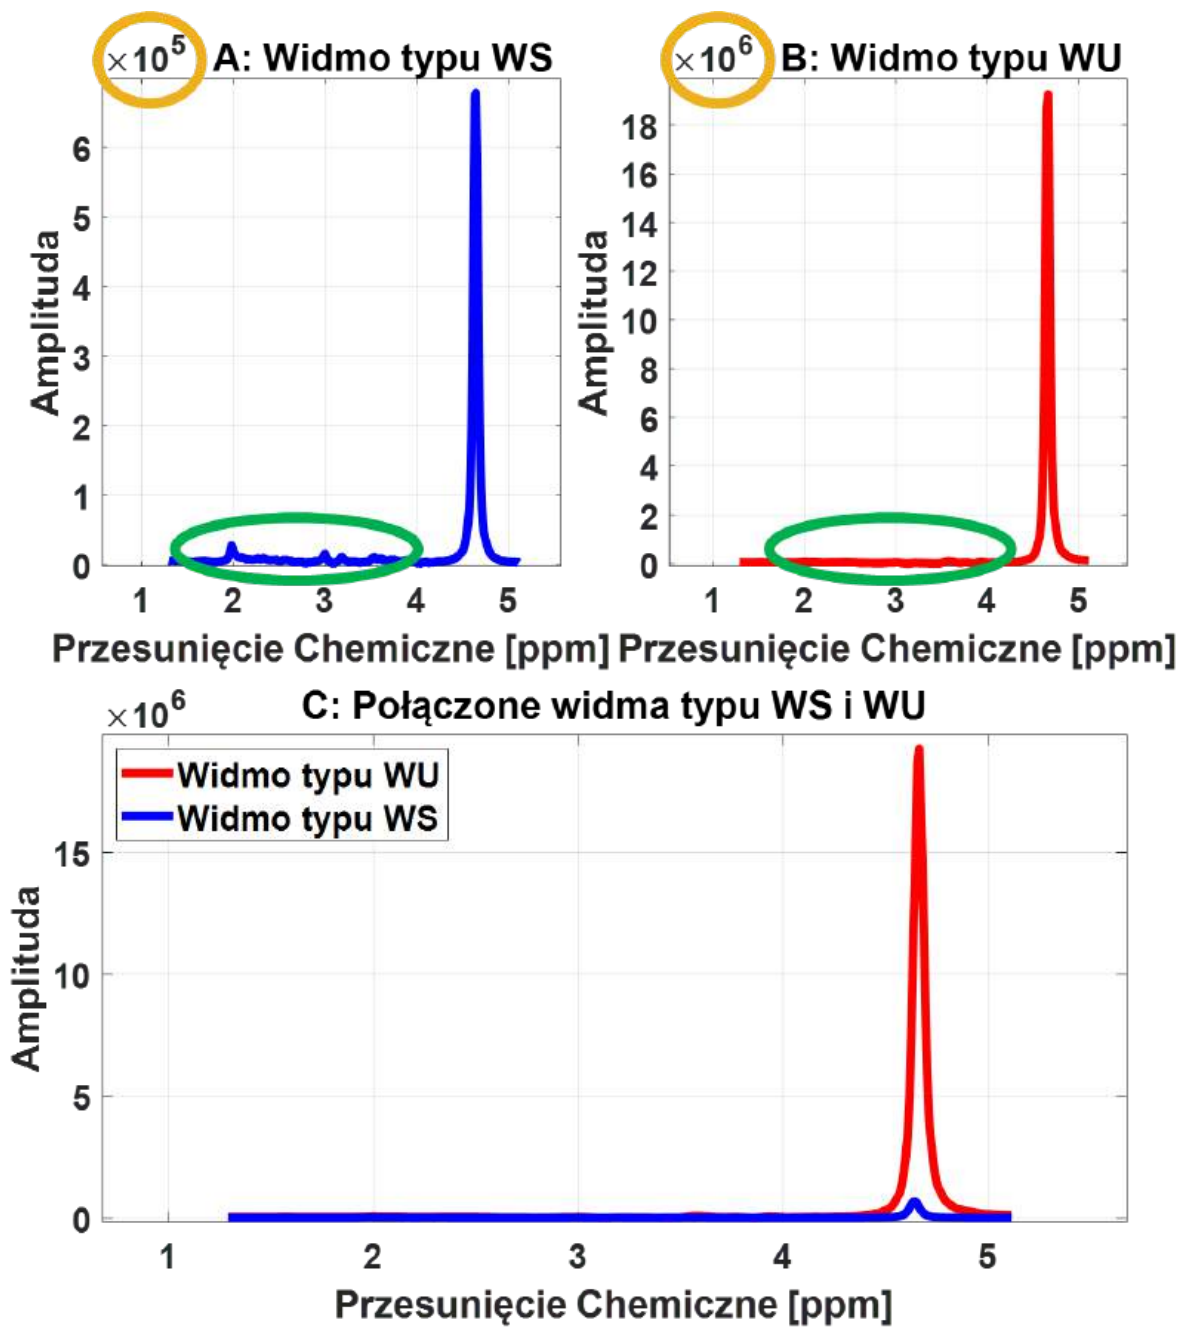 ×10^5 A: Widmo typu WS
Amplituda
6
5
4
3
2
1
0
1 2 3 4 5
Przesunięcie Chemiczne [ppm]
×10^6 B: Widmo typu WU
Amplituda
18
16
14
12
10
8
6
4
2
0
1 2 3 4 5
Przesunięcie Chemiczne [ppm]
×10^6 C: Połączone widma typu WS i WU
Widmo typu WU
Widmo typu WS
Amplituda
15
10
5
0
1 2 3 4 5
Przesunięcie Chemiczne [ppm]